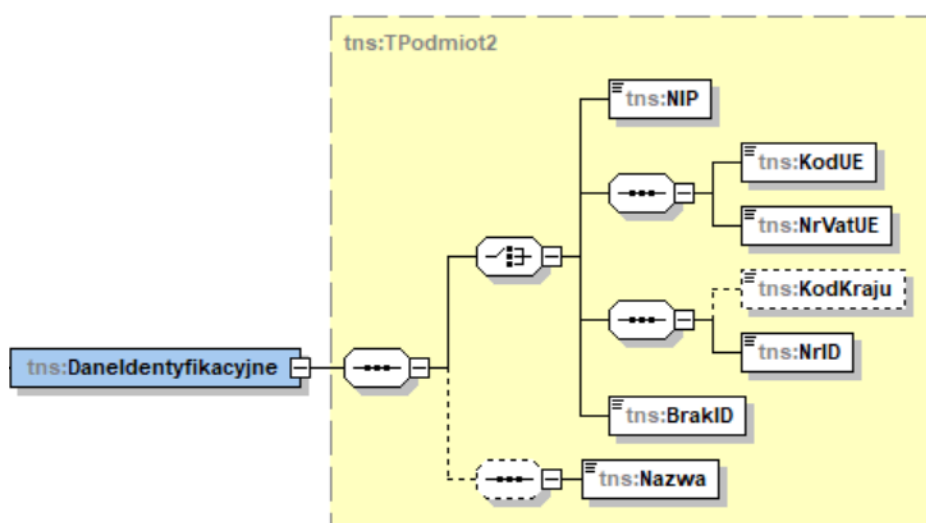 tns:TPodmiot2
tns:NIP
tns:KodUE
tns:NrVatUE
tns:KodKraju
tns:NrID
tns:DaneIdentyfikacyjne
tns:BrakID
tns:Nazwa